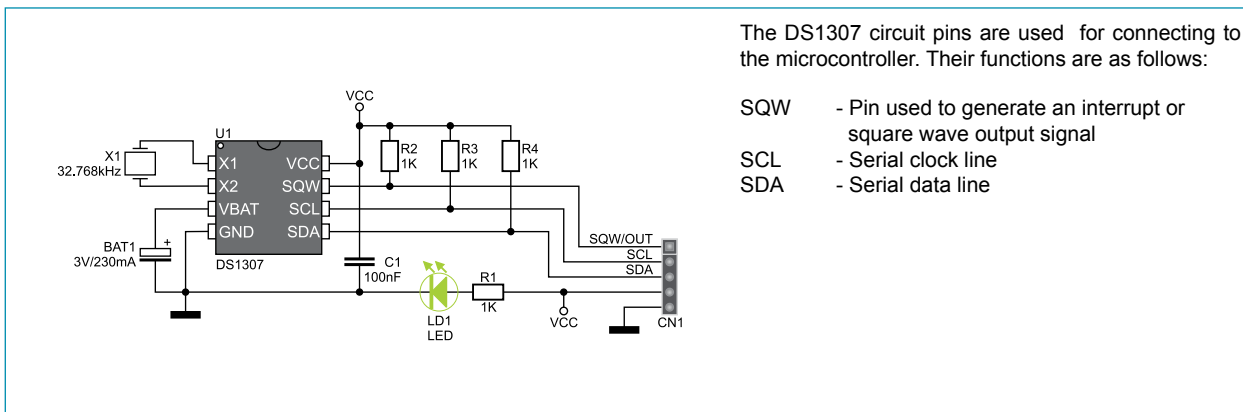 The DS1307 circuit pins are used for connecting to
the microcontroller. Their functions are as follows:
SQW - Pin used to generate an interrupt or
square wave output signal
SCL - Serial clock line
SDA - Serial data line
VCC
U1
X1
32.768kHz
X1
X2
VBAT
GND
VCC
SQW
SCL
SDA
DS1307
R2
1K
R3
1K
R4
1K
BAT1
3V/230mA
+
C1
100nF
SQW/OUT
SCL
SDA
R1
1K
LD1
LED
VCC
CN1